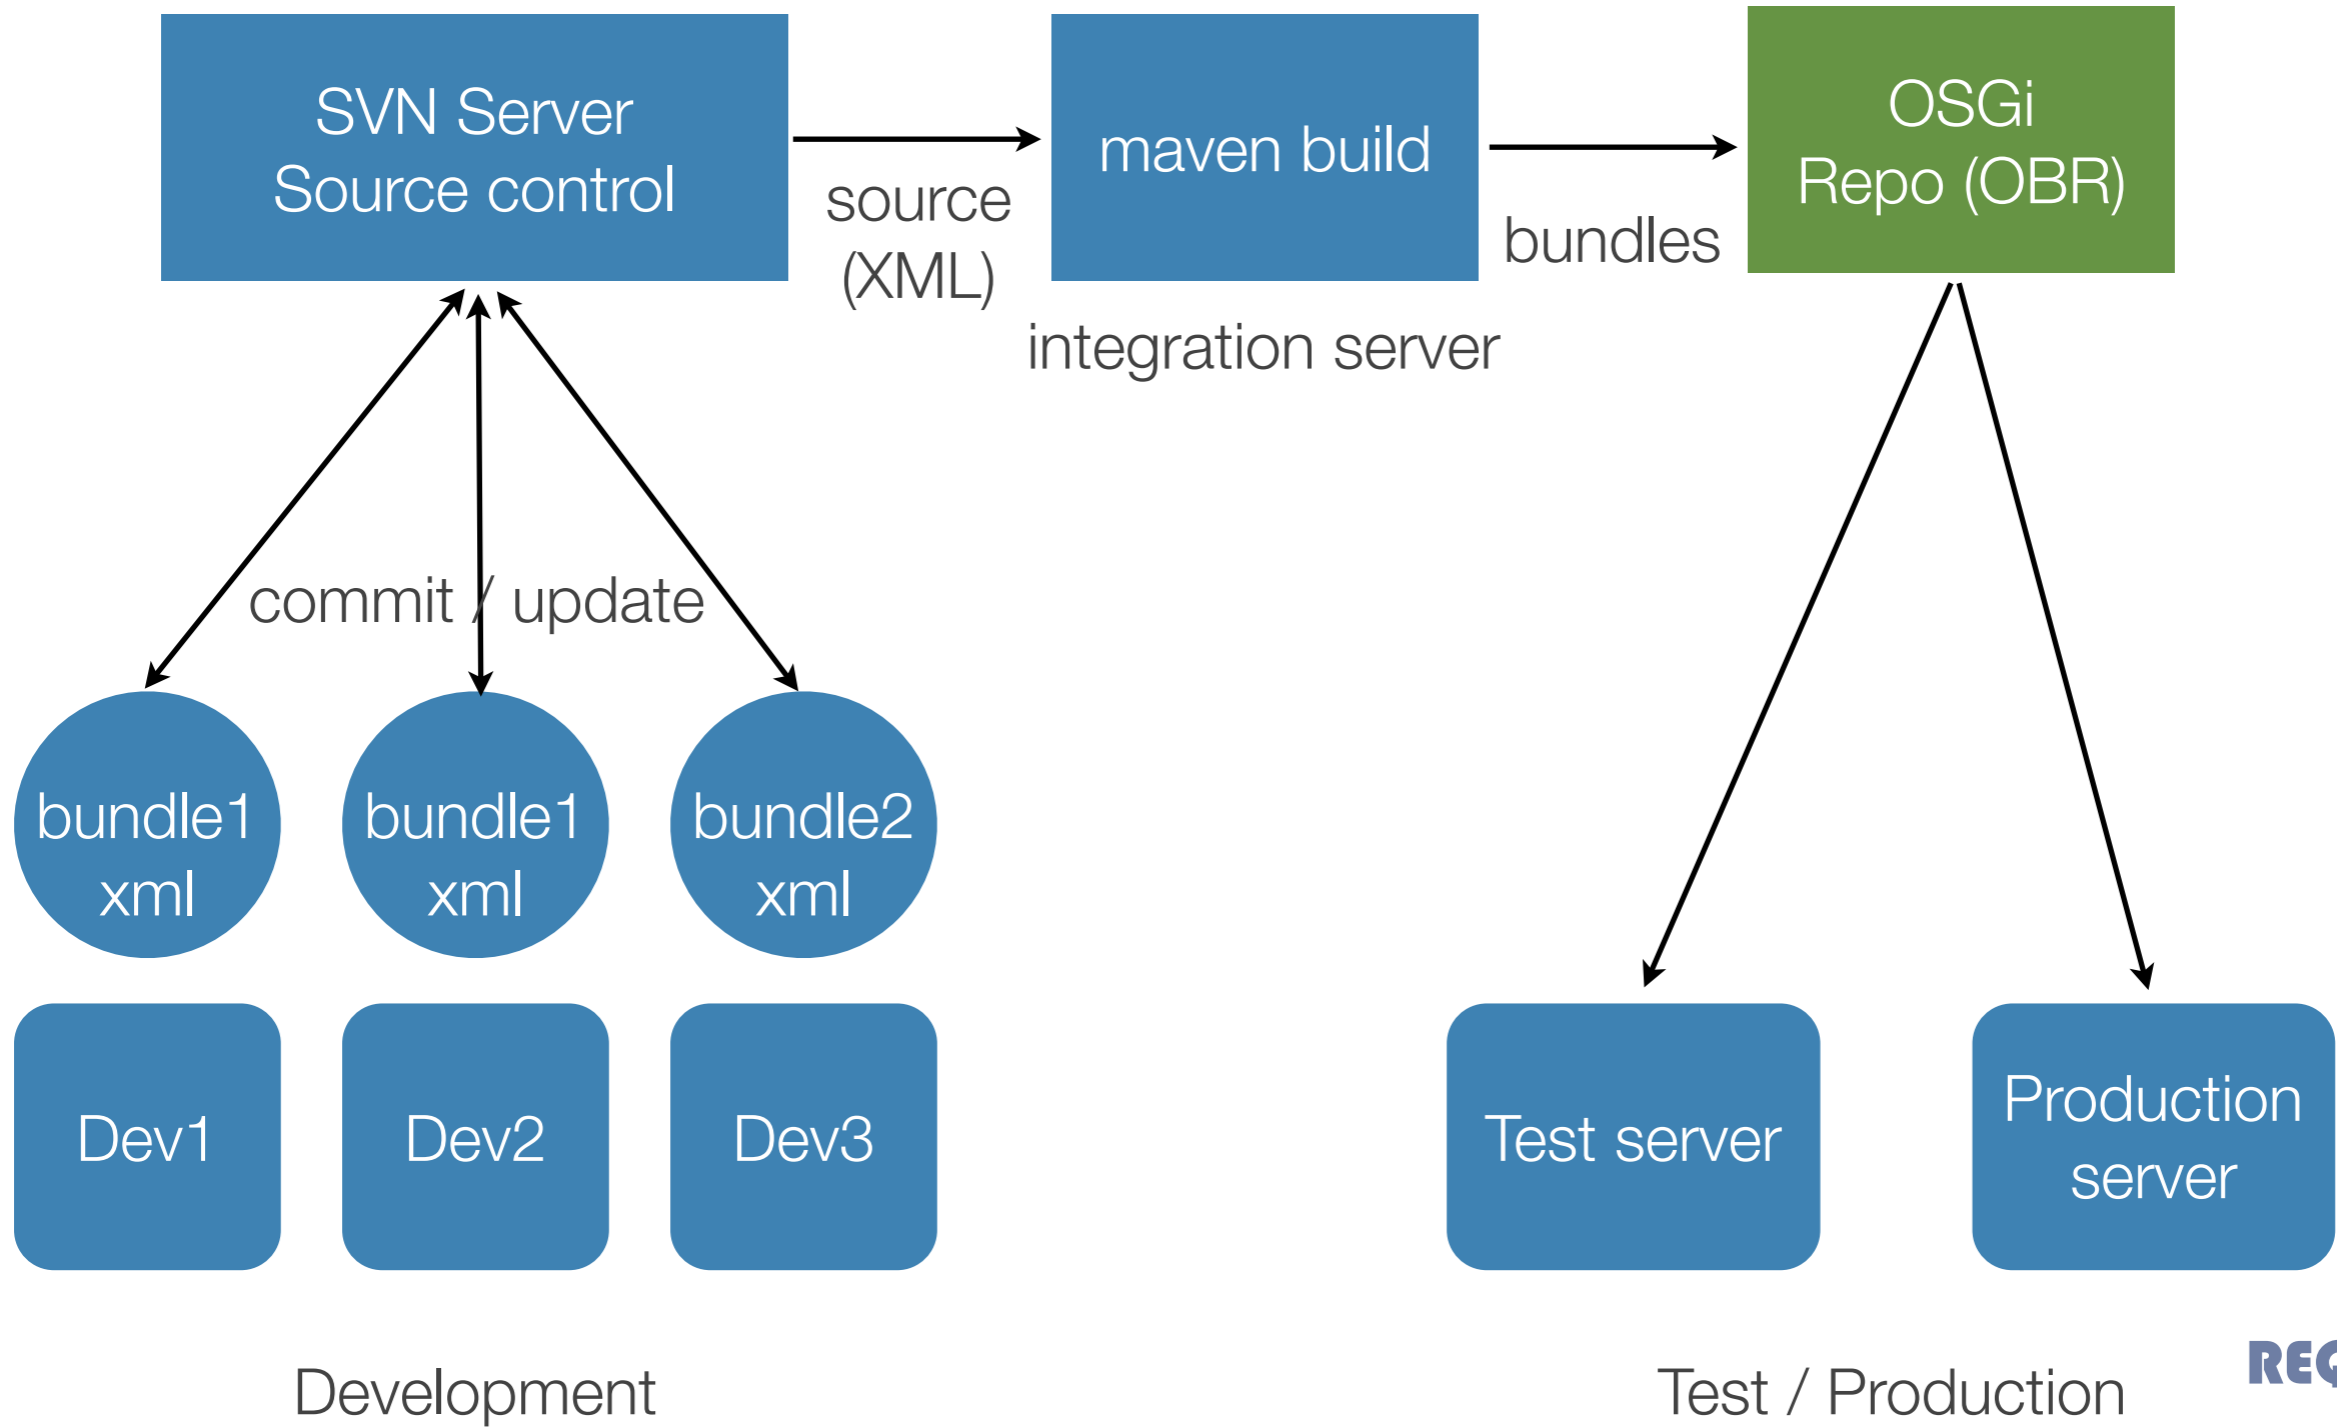 SVN Server
Source control
source
(XML)
maven build
integration server
bundles
OSGi
Repo (OBR)
commit / update
bundle1
xml
bundle1
xml
bundle2
xml
Dev1
Dev2
Dev3
Test server
Production
server
Development
Test / Production